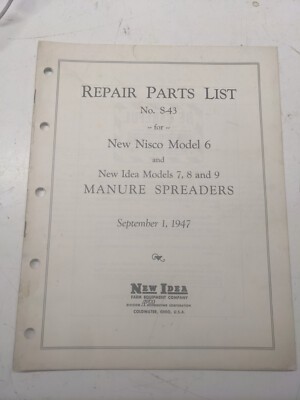 REPAIR PARTS LIST
No. S-43
— for —
New Nisco Model 6
and
New Idea Models 7, 8 and 9
MANURE SPREADERS
September 1, 1947
NEW IDEA
FARM EQUIPMENT COMPANY
COLDWATER, OHIO, U.S.A.